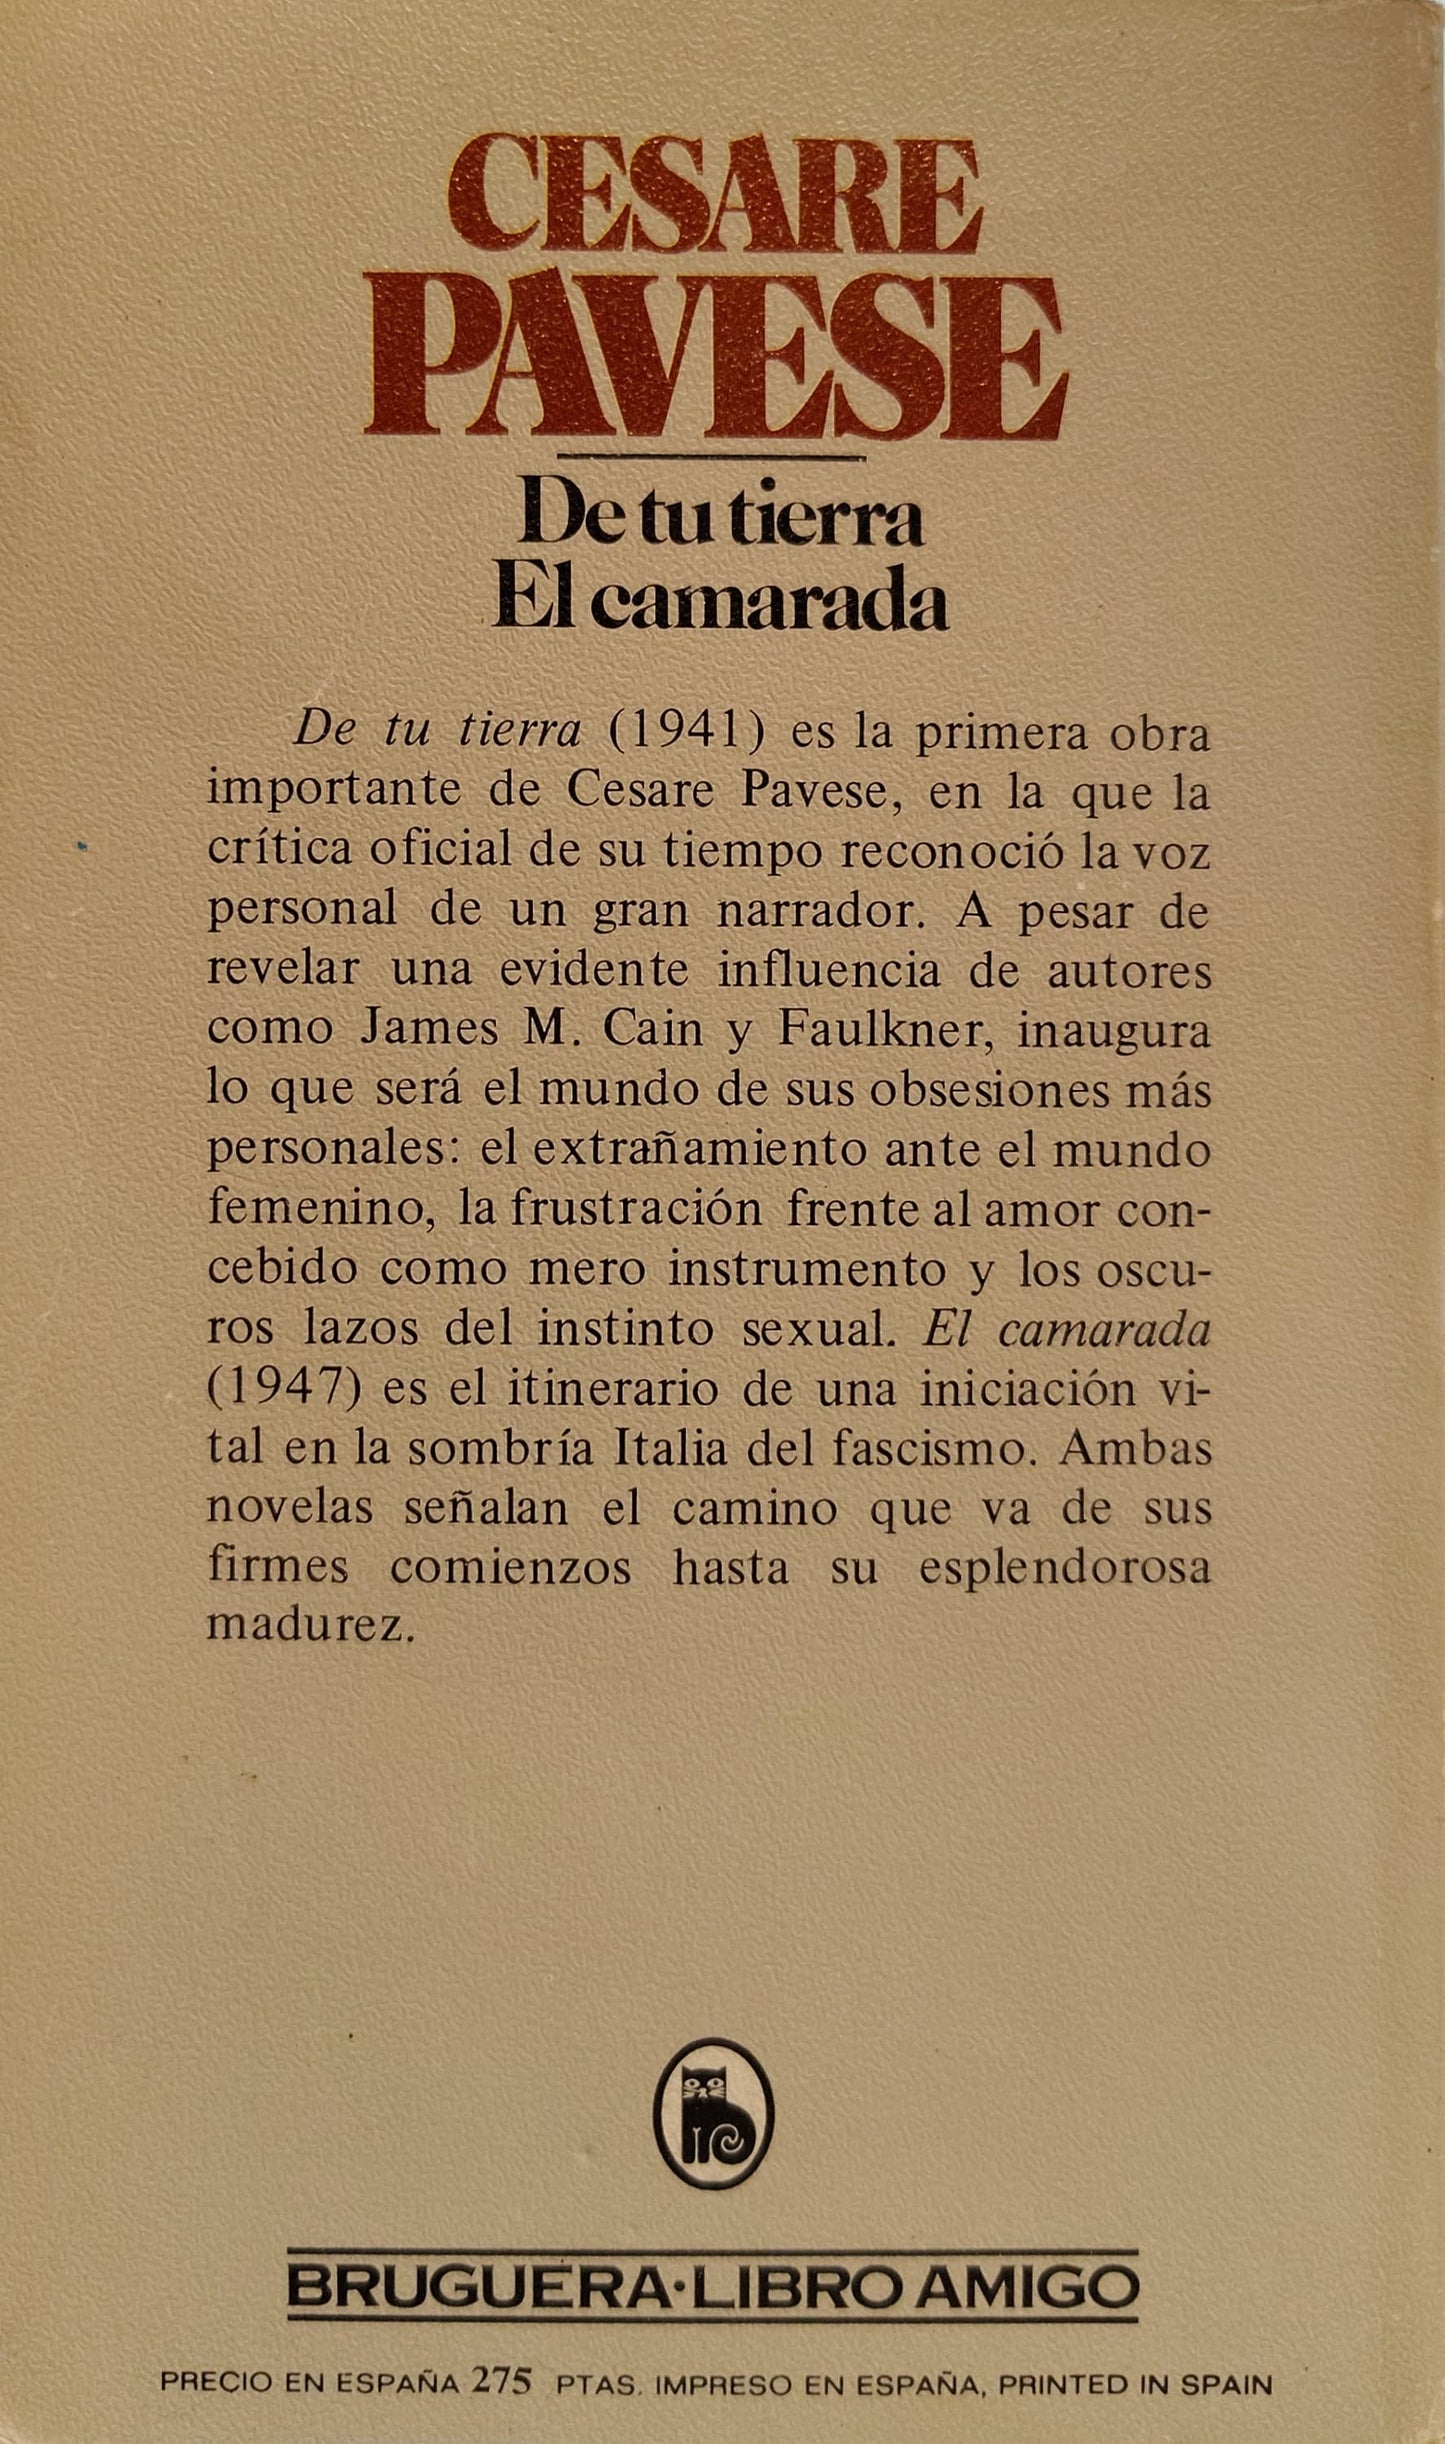 CESARE
PAVESE
De tu tierra
El camarada
De tu tierra (1941) es la primera obra
importante de Cesare Pavese, en la que la
crítica oficial de su tiempo reconoció la voz
personal de un gran narrador. A pesar de
revelar una evidente influencia de autores
como James M. Cain y Faulkner, inaugura
lo que será el mundo de sus obsesiones más
personales: el extrañamiento ante el mundo
femenino, la frustración frente al amor con-
cebido como mero instrumento y los oscu-
ros lazos del instinto sexual. El camarada
(1947) es el itinerario de una iniciación vi-
tal en la sombría Italia del fascismo. Ambas
novelas señalan el camino que va de sus
firmes comienzos hasta su esplendorosa
madurez.
BRUGUERA·LIBRO AMIGO
PRECIO EN ESPAÑA 275 PTAS. IMPRESO EN ESPAÑA, PRINTED IN SPAIN